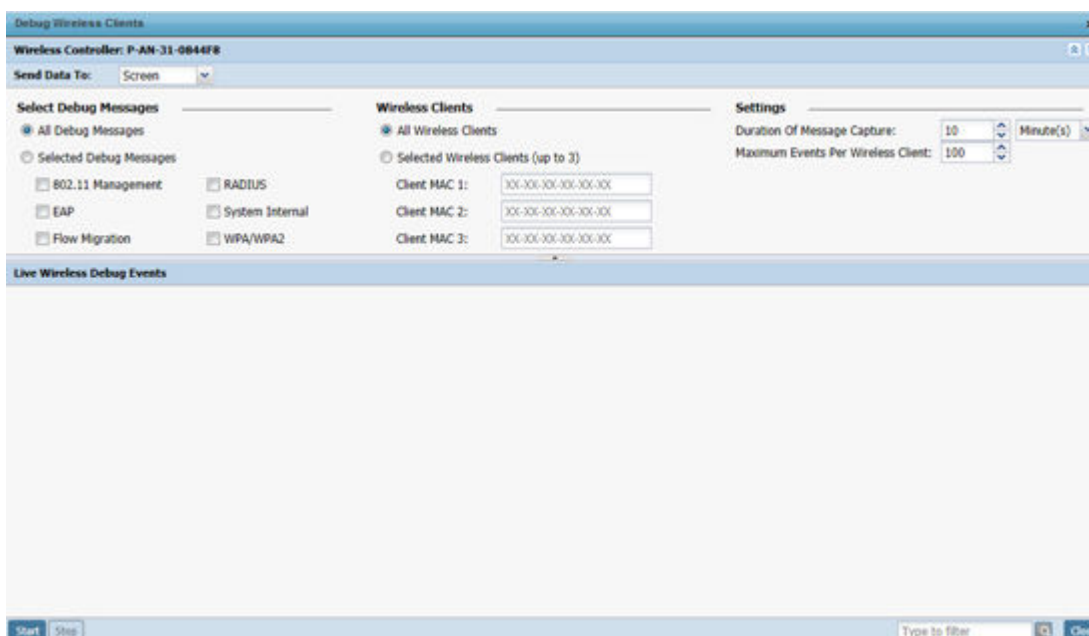 Debug Wireless Clients
Wireless Controller: P-AN-31-0844F8
Send Data To: Screen
Select Debug Messages
All Debug Messages
Selected Debug Messages
802.11 Management RADIUS
EAP System Internal
Flow Migration WPA/WPA2
Wireless Clients
All Wireless Clients
Selected Wireless Clients (up to 3)
Client MAC 1: XX-XX-XX-XX-XX-XX
Client MAC 2: XX-XX-XX-XX-XX-XX
Client MAC 3: XX-XX-XX-XX-XX-XX
Settings
Duration Of Message Capture: 10 Minute(s)
Maximum Events Per Wireless Client: 100
Live Wireless Debug Events
Start Stop Type to filter